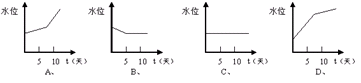 水位 水位 水位 水位
5 10 t(天) 5 10 t(天) 5 10 t(天) 5 10 t(天)
A、 B、 C、 D、